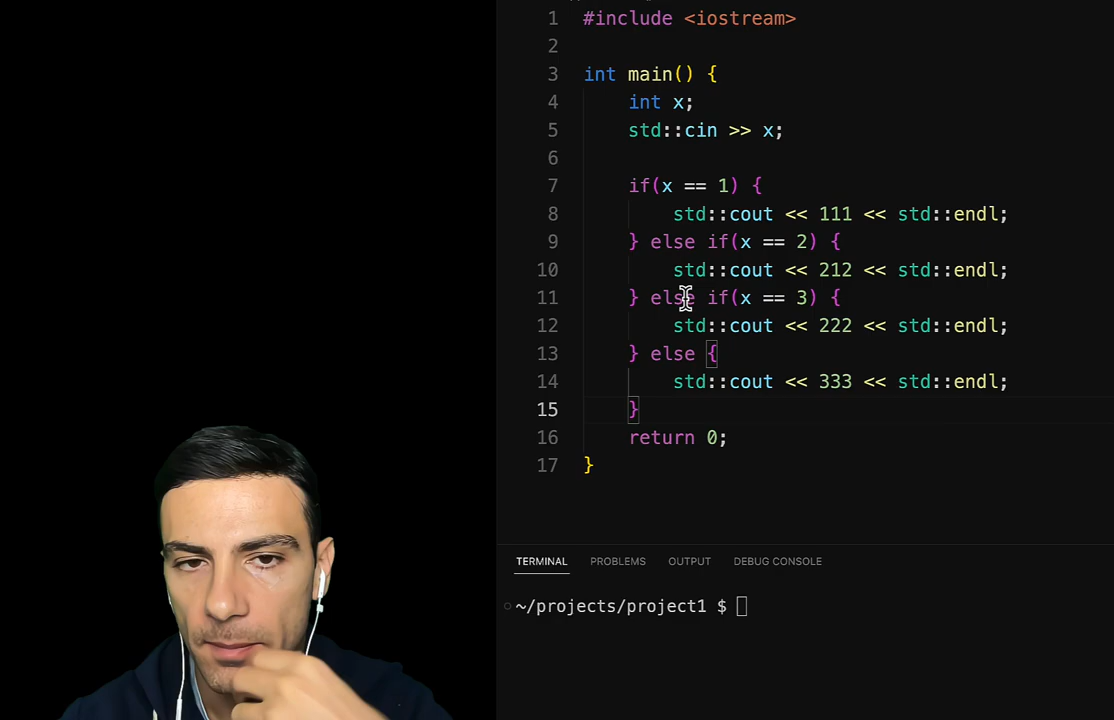 1 #include <iostream>
2
3 int main() {
4 int x;
5 std::cin >> x;
6
7 if(x == 1) {
8 std::cout << 111 << std::endl;
9 } else if(x == 2) {
10 std::cout << 212 << std::endl;
11 } else if(x == 3) {
12 std::cout << 222 << std::endl;
13 } else {
14 std::cout << 333 << std::endl;
15 }
16 return 0;
17 }
TERMINAL PROBLEMS OUTPUT DEBUG CONSOLE
~/projects/project1 $